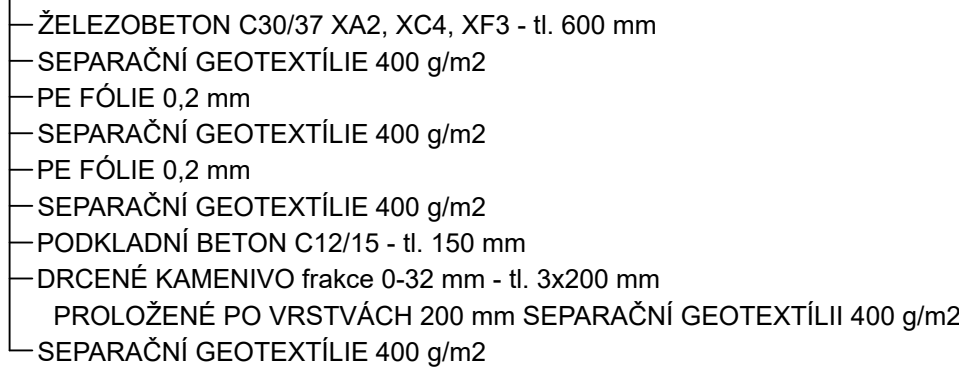 ŽELEZOBETON C30/37 XA2, XC4, XF3 - tl. 600 mm
SEPARAČNÍ GEOTEXTÍLIE 400 g/m2
PE FÓLIE 0,2 mm
SEPARAČNÍ GEOTEXTÍLIE 400 g/m2
PE FÓLIE 0,2 mm
SEPARAČNÍ GEOTEXTÍLIE 400 g/m2
PODKLADNÍ BETON C12/15 - tl. 150 mm
DRCENÉ KAMENIVO frakce 0-32 mm - tl. 3x200 mm
PROLOŽENÉ PO VRSTVÁCH 200 mm SEPARAČNÍ GEOTEXTÍLII 400 g/m2
SEPARAČNÍ GEOTEXTÍLIE 400 g/m2